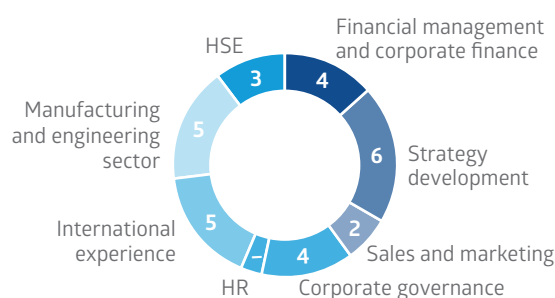 Financial management
and corporate finance
HSE
3
4
Manufacturing
and engineering
sector
5
6
Strategy
development
International
experience
5
2
Sales and marketing
1
4
HR
Corporate governance